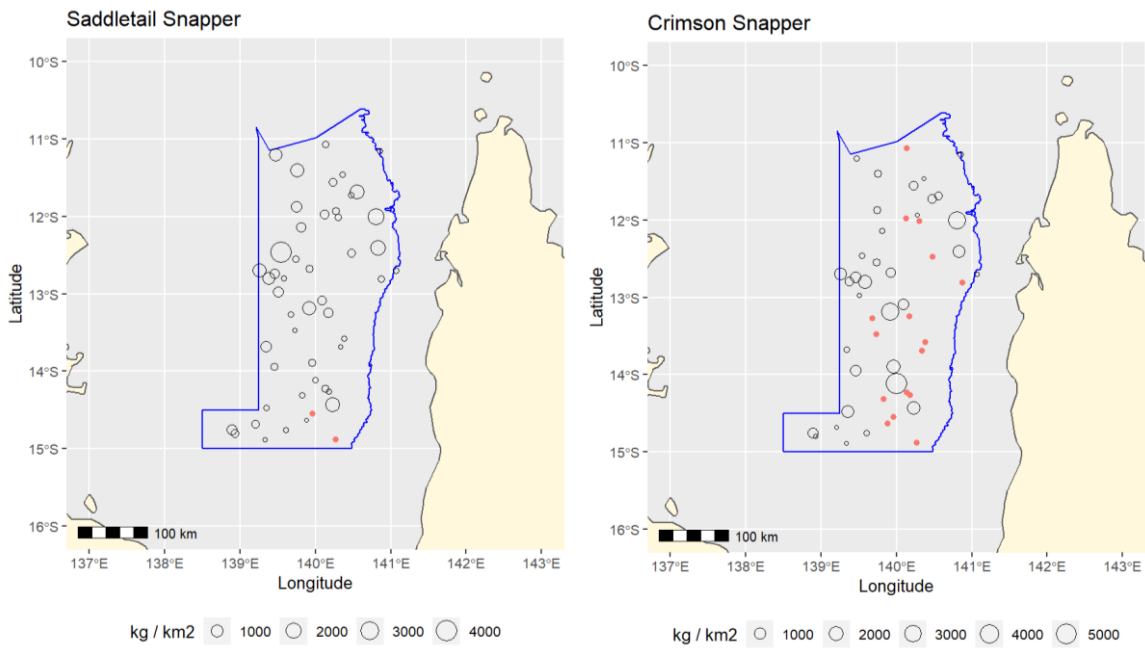 Saddletail Snapper
10°S
11°S
12°S
13°S
14°S
15°S
16°S
Latitude
100 km
137°E 138°E 139°E 140°E 141°E 142°E 143°E
Longitude
kg / km2 1000 2000 3000 4000
Crimson Snapper
10°S
11°S
12°S
13°S
14°S
15°S
16°S
Latitude
100 km
137°E 138°E 139°E 140°E 141°E 142°E 143°E
Longitude
kg / km2 1000 2000 3000 4000 5000